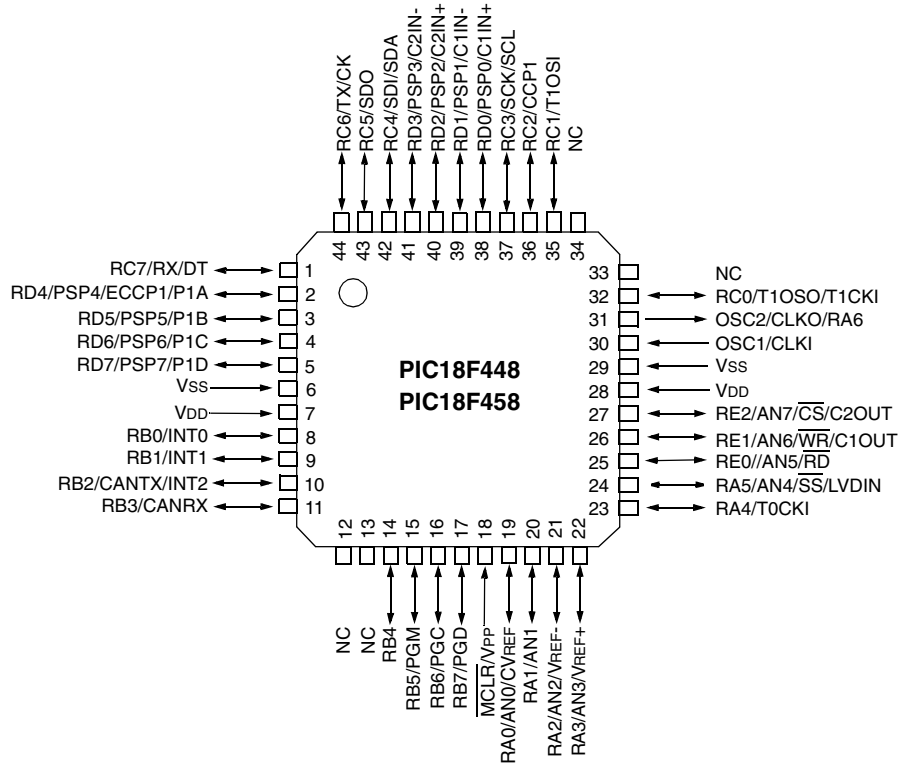 RC6/TX/CK
RC5/SDO
RC4/SDI/SDA
RD3/PSP3/C2IN-
RD2/PSP2/C2IN+
RD1/PSP1/C1IN-
RD0/PSP0/C1IN+
RC3/SCK/SCL
RC2/CCP1
RC1/T1OSI
NC
44
43
42
41
40
39
38
37
36
35
34
RC7/RX/DT 1
RD4/PSP4/ECCP1/P1A 2
RD5/PSP5/P1B 3
RD6/PSP6/P1C 4
RD7/PSP7/P1D 5
VSS 6
VDD 7
RB0/INT0 8
RB1/INT1 9
RB2/CANTX/INT2 10
RB3/CANRX 11
PIC18F448
PIC18F458
33 NC
32 RC0/T1OSO/T1CKI
31 OSC2/CLKO/RA6
30 OSC1/CLKI
29 VSS
28 VDD
27 RE2/AN7/CS/C2OUT
26 RE1/AN6/WR/C1OUT
25 RE0//AN5/RD
24 RA5/AN4/SS/LVDIN
23 RA4/T0CKI
12
13
14
15
16
17
18
19
20
21
22
NC
NC
RB4
RB5/PGM
RB6/PGC
RB7/PGD
MCLR/VPP
RA0/AN0/CVREF
RA1/AN1
RA2/AN2/VREF-
RA3/AN3/VREF+